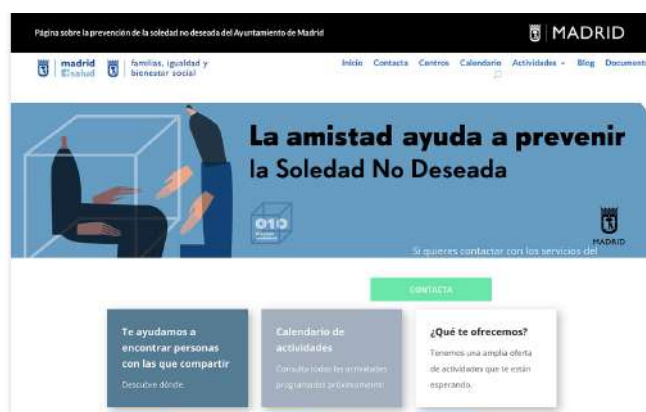 Página sobre la prevención de la soledad no deseada del Ayuntamiento de Madrid
MADRID
madrid
salud
familias, igualdad y
bienestar social
Inicio Contacta Centros Calendario Actividades Blog Document
La amistad ayuda a prevenir
la Soledad No Deseada
010
MADRID
Si quieres contactar con los servicios del
CONTACTA
Te ayudamos a
encontrar personas
con las que compartir
Descubre dónde.
Calendario de
actividades
Consulta todas las actividades
programadas próximamente.
¿Qué te ofrecemos?
Tenemos una amplia oferta
de actividades que te están
esperando.